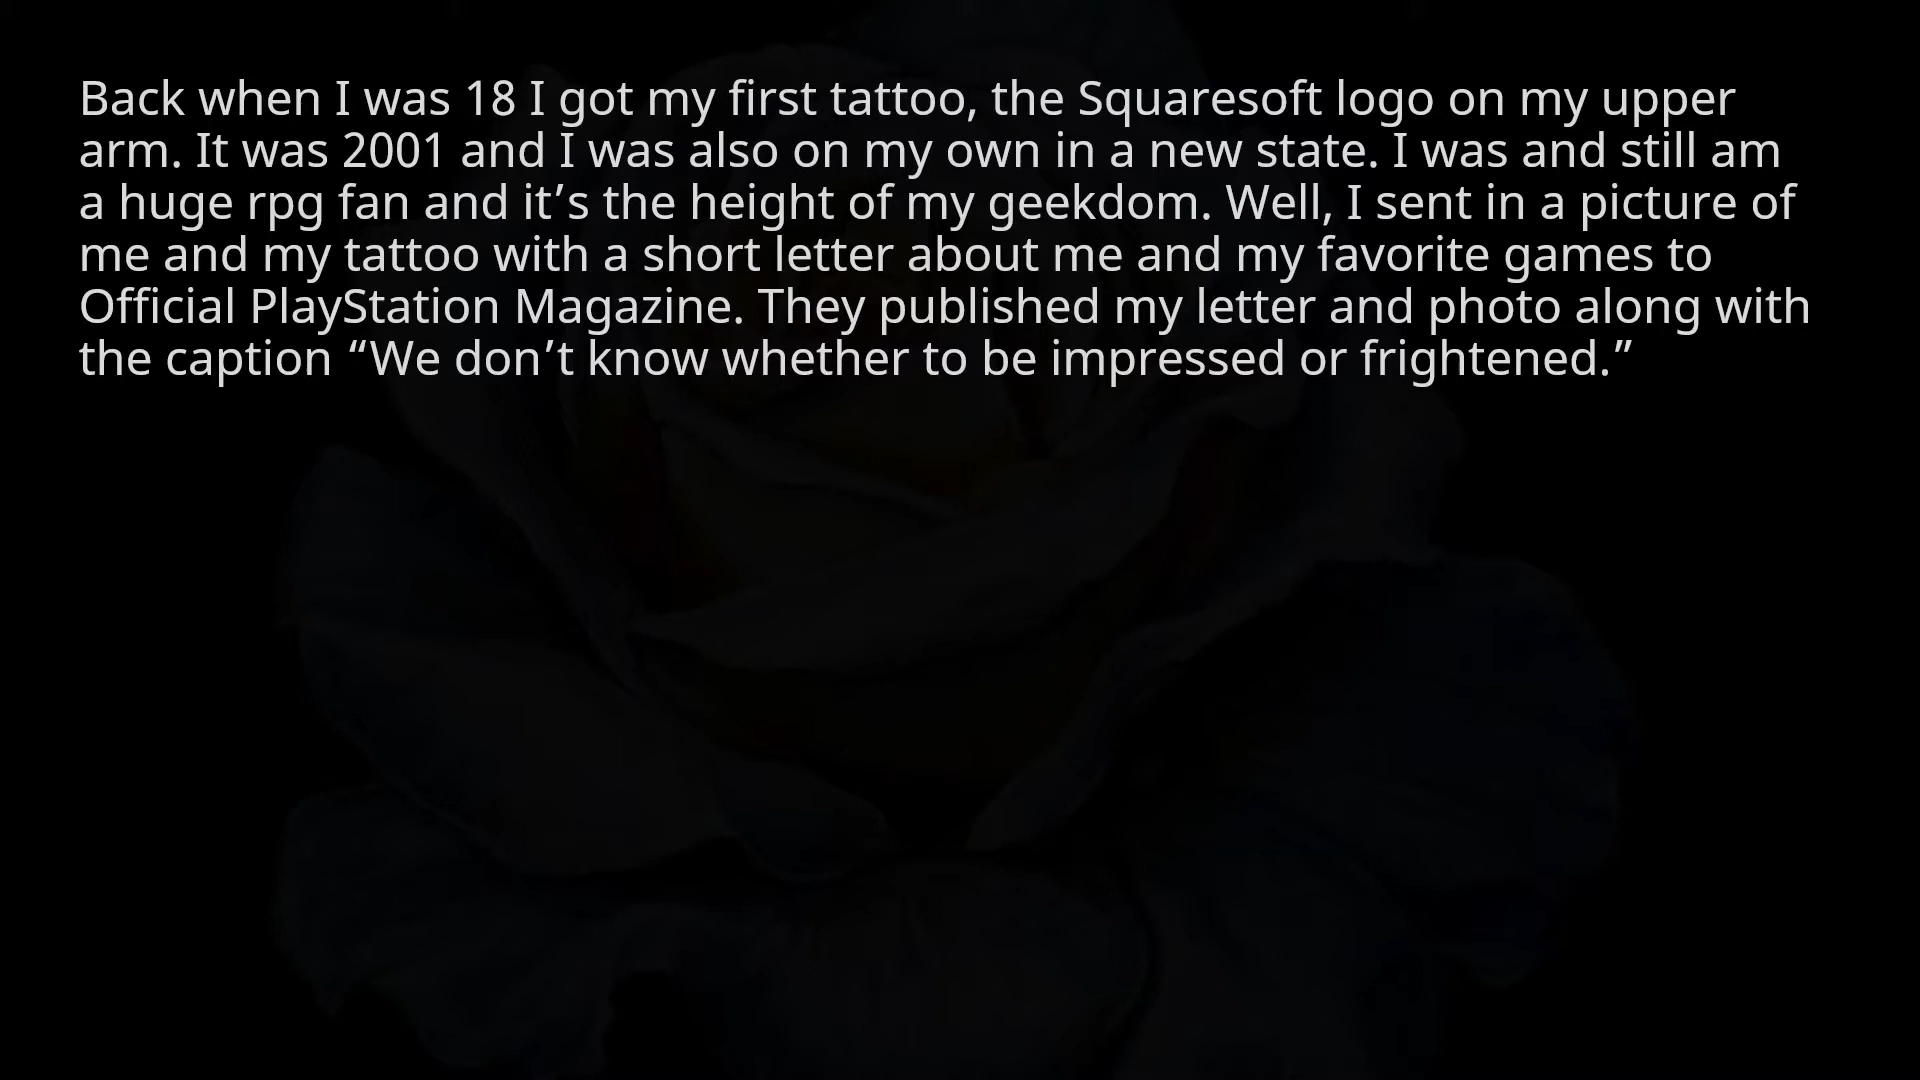 Back when I was 18 I got my first tattoo, the Squaresoft logo on my upper
arm. It was 2001 and I was also on my own in a new state. I was and still am
a huge rpg fan and it’s the height of my geekdom. Well, I sent in a picture of
me and my tattoo with a short letter about me and my favorite games to
Official PlayStation Magazine. They published my letter and photo along with
the caption “We don’t know whether to be impressed or frightened.”